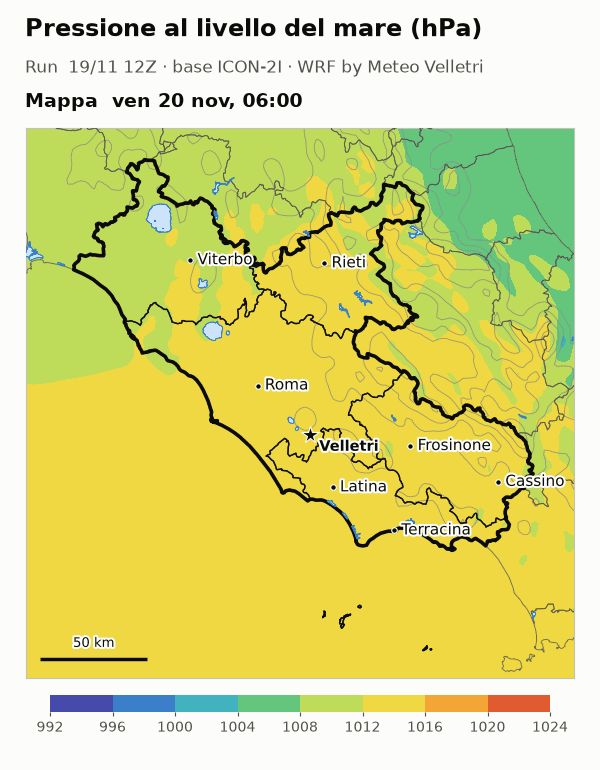 Pressione al livello del mare (hPa)
Run  19/11 12Z · base ICON-2I · WRF by Meteo Velletri
Mappa  ven 20 nov, 06:00
Viterbo
Rieti
Roma
Velletri
Frosinone
Latina
Cassino
Terracina
50 km
992 996 1000 1004 1008 1012 1016 1020 1024